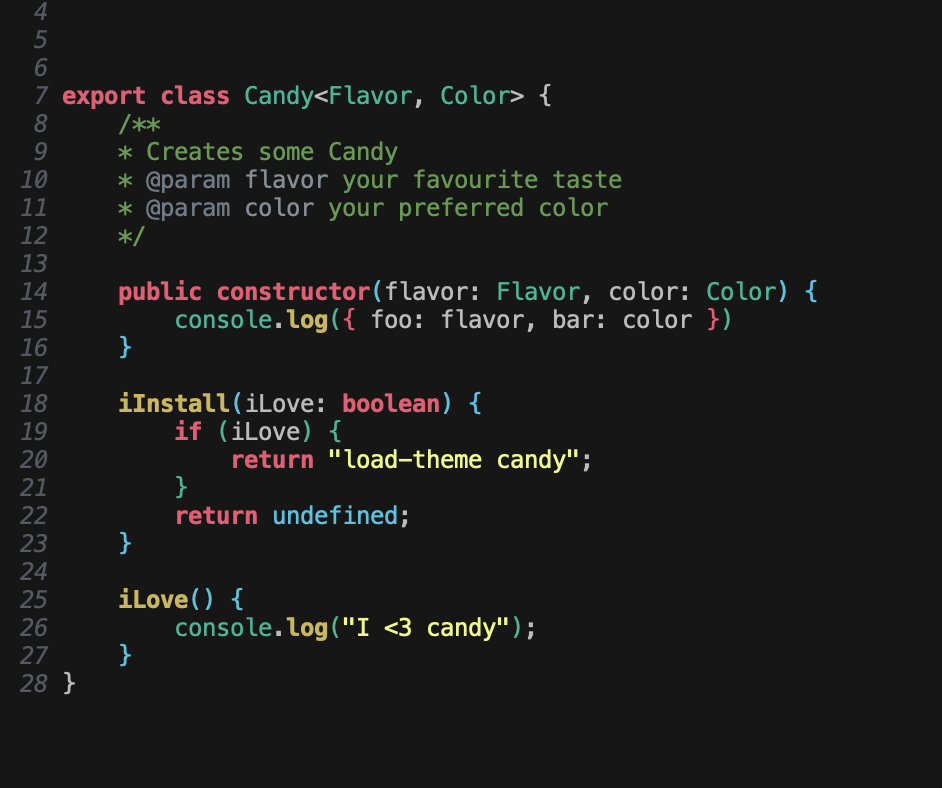 4
5
6
7 export class Candy<Flavor, Color> {
8     /**
9     * Creates some Candy
10     * @param flavor your favourite taste
11     * @param color your preferred color
12     */
13
14     public constructor(flavor: Flavor, color: Color) {
15         console.log({ foo: flavor, bar: color })
16     }
17
18     iInstall(iLove: boolean) {
19         if (iLove) {
20             return "load-theme candy";
21         }
22         return undefined;
23     }
24
25     iLove() {
26         console.log("I <3 candy");
27     }
28 }